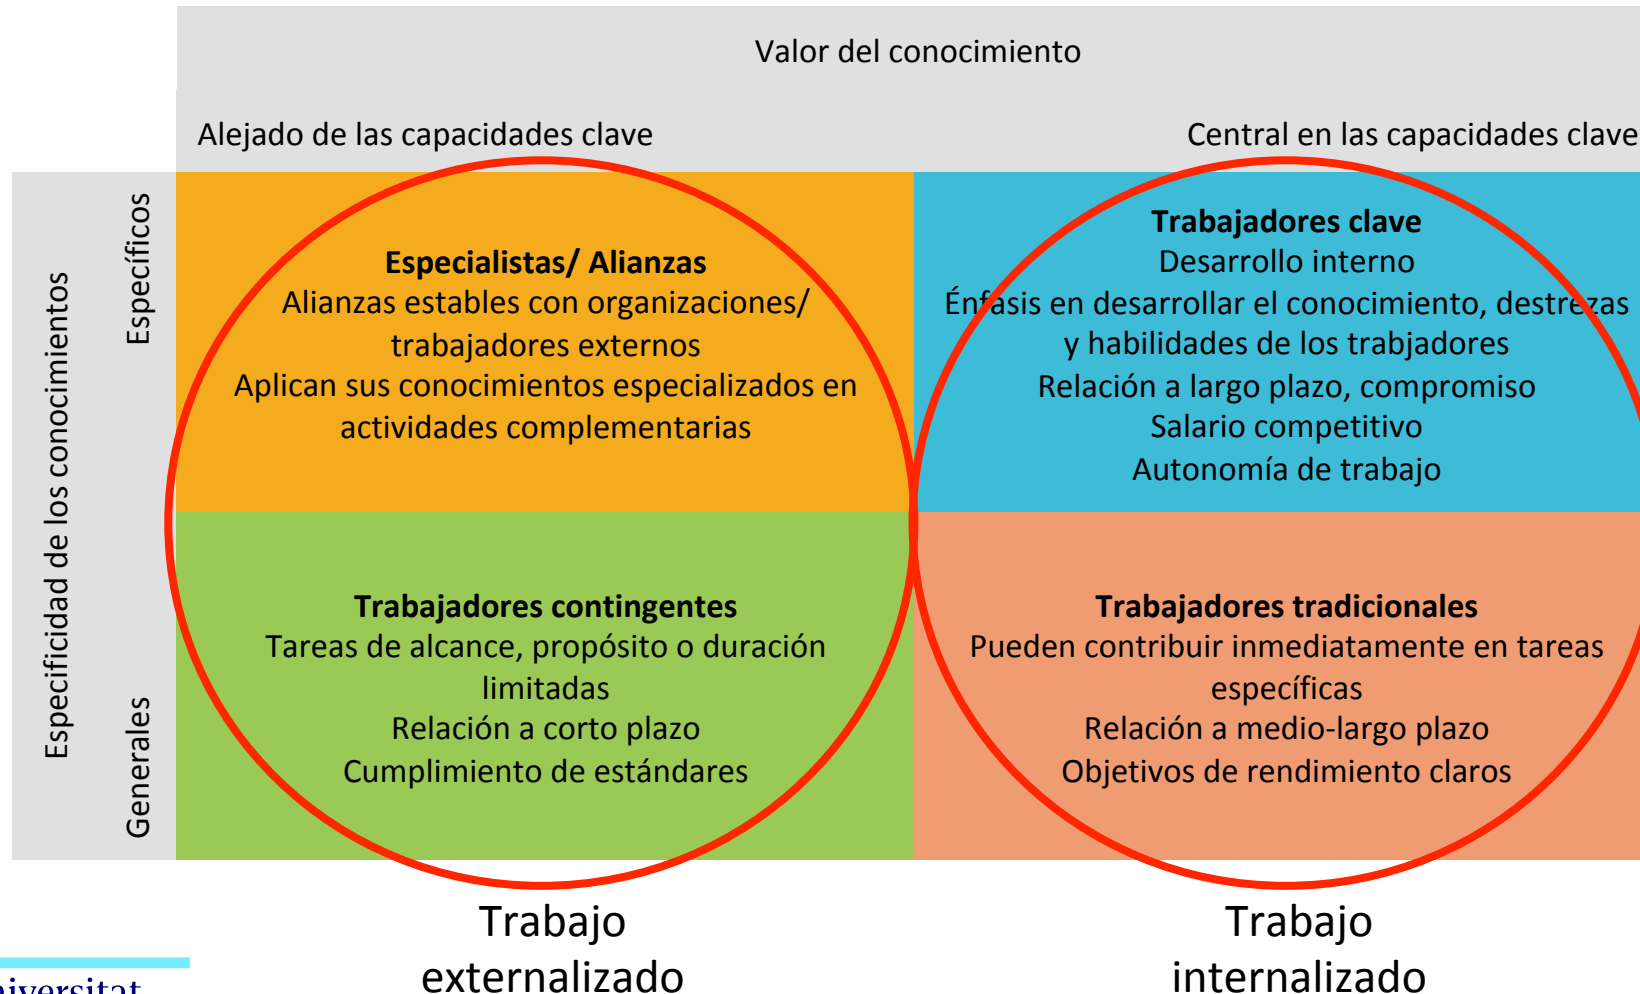 Valor del conocimiento
Alejado de las capacidades clave
Central en las capacidades clave
Especificidad de los conocimientos
Específicos
Especialistas/ Alianzas
Alianzas estables con organizaciones/
trabajadores externos
Aplican sus conocimientos especializados en
actividades complementarias
Trabajadores clave
Desarrollo interno
Énfasis en desarrollar el conocimiento, destrezas
y habilidades de los trabjadores
Relación a largo plazo, compromiso
Salario competitivo
Autonomía de trabajo
Generales
Trabajadores contingentes
Tareas de alcance, propósito o duración
limitadas
Relación a corto plazo
Cumplimiento de estándares
Trabajadores tradicionales
Pueden contribuir inmediatamente en tareas
específicas
Relación a medio-largo plazo
Objetivos de rendimiento claros
Trabajo
externalizado
Trabajo
internalizado